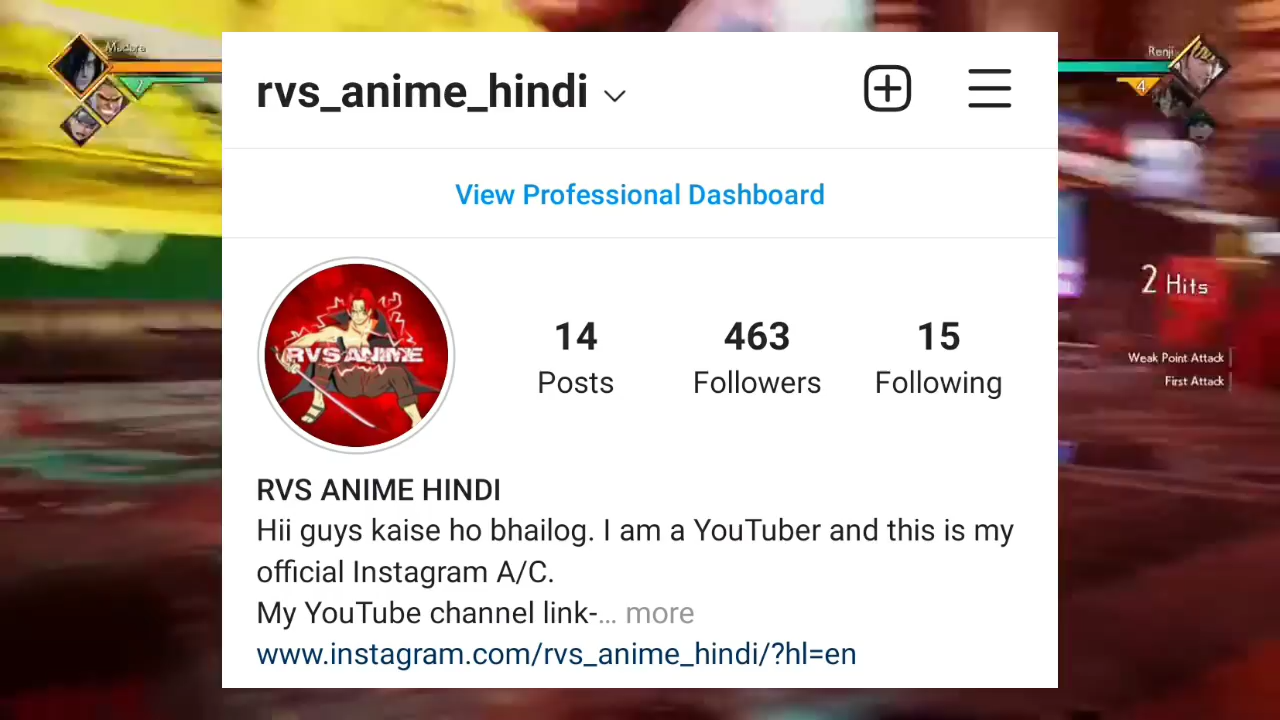 Madara
Renji
7
4
rvs_anime_hindi
View Professional Dashboard
RVS ANIME
14
Posts
463
Followers
15
Following
2 Hits
Weak Point Attack
First Attack
RVS ANIME HINDI
Hii guys kaise ho bhailog. I am a YouTuber and this is my
official Instagram A/C.
My YouTube channel link-... more
www.instagram.com/rvs_anime_hindi/?hl=en